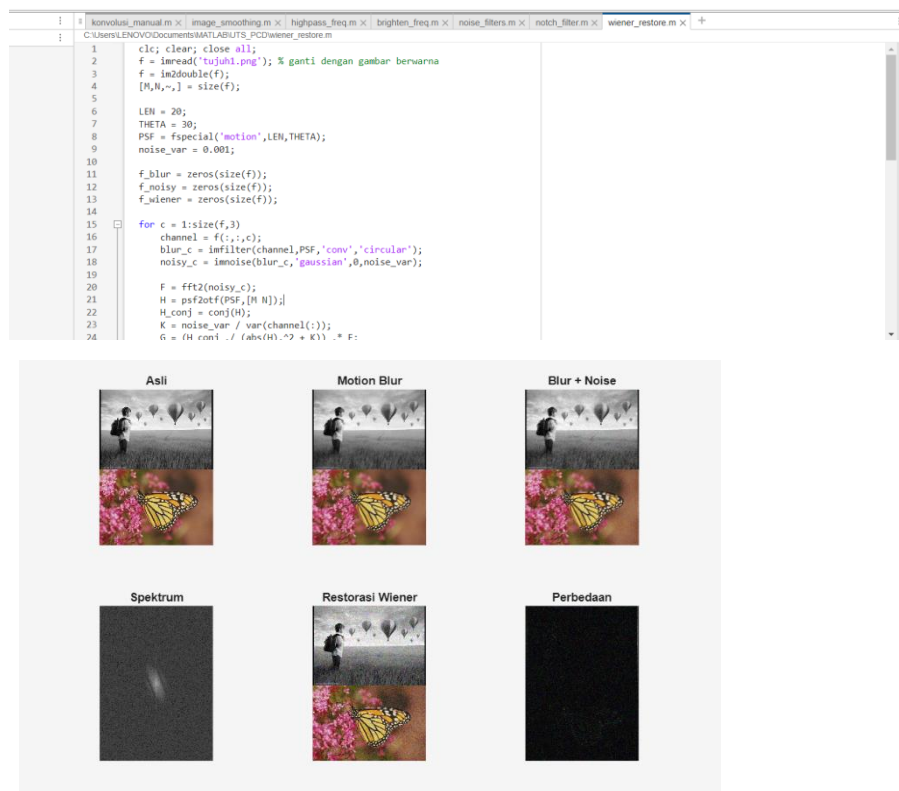 konvolusi_manual.m × image_smoothing.m × highpass_freq.m × brighten_freq.m × noise_filters.m × notch_filter.m × wiener_restore.m × +
C:\Users\LENOVO\Documents\MATLAB\UTS_PCD\wiener_restore.m
1 clc; clear; close all;
2 f = imread('tujuh1.png'); % ganti dengan gambar berwarna
3 f = im2double(f);
4 [M,N,~,] = size(f);
5
6 LEN = 20;
7 THETA = 30;
8 PSF = fspecial('motion',LEN,THETA);
9 noise_var = 0.001;
10
11 f_blur = zeros(size(f));
12 f_noisy = zeros(size(f));
13 f_wiener = zeros(size(f));
14
15 for c = 1:size(f,3)
16 channel = f(:,:,c);
17 blur_c = imfilter(channel,PSF,'conv','circular');
18 noisy_c = imnoise(blur_c,'gaussian',0,noise_var);
19
20 F = fft2(noisy_c);
21 H = psf2otf(PSF,[M N]);
22 H_conj = conj(H);
23 K = noise_var / var(channel(:));
24 G = (H_conj ./ (abs(H).^2 + K)) .* F;
Asli Motion Blur Blur + Noise
Spektrum Restorasi Wiener Perbedaan